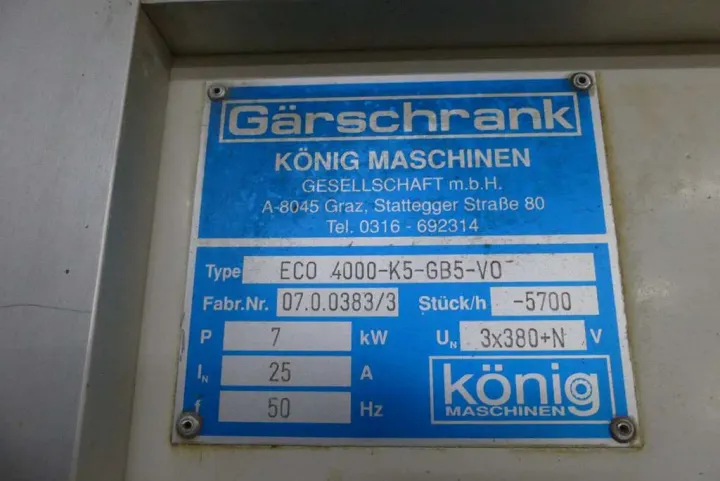 Gärschrank
KÖNIG MASCHINEN
GESELLSCHAFT m.b.H.
A-8045 Graz, Stattegger Straße 80
Tel. 0316 - 692314
Type ECO 4000-K5-GB5-VO
Fabr.Nr. 07.0.0383/3 Stück/h -5700
P 7 kW UN 3x380+N V
IN 25 A
f 50 Hz
könig
MASCHINEN